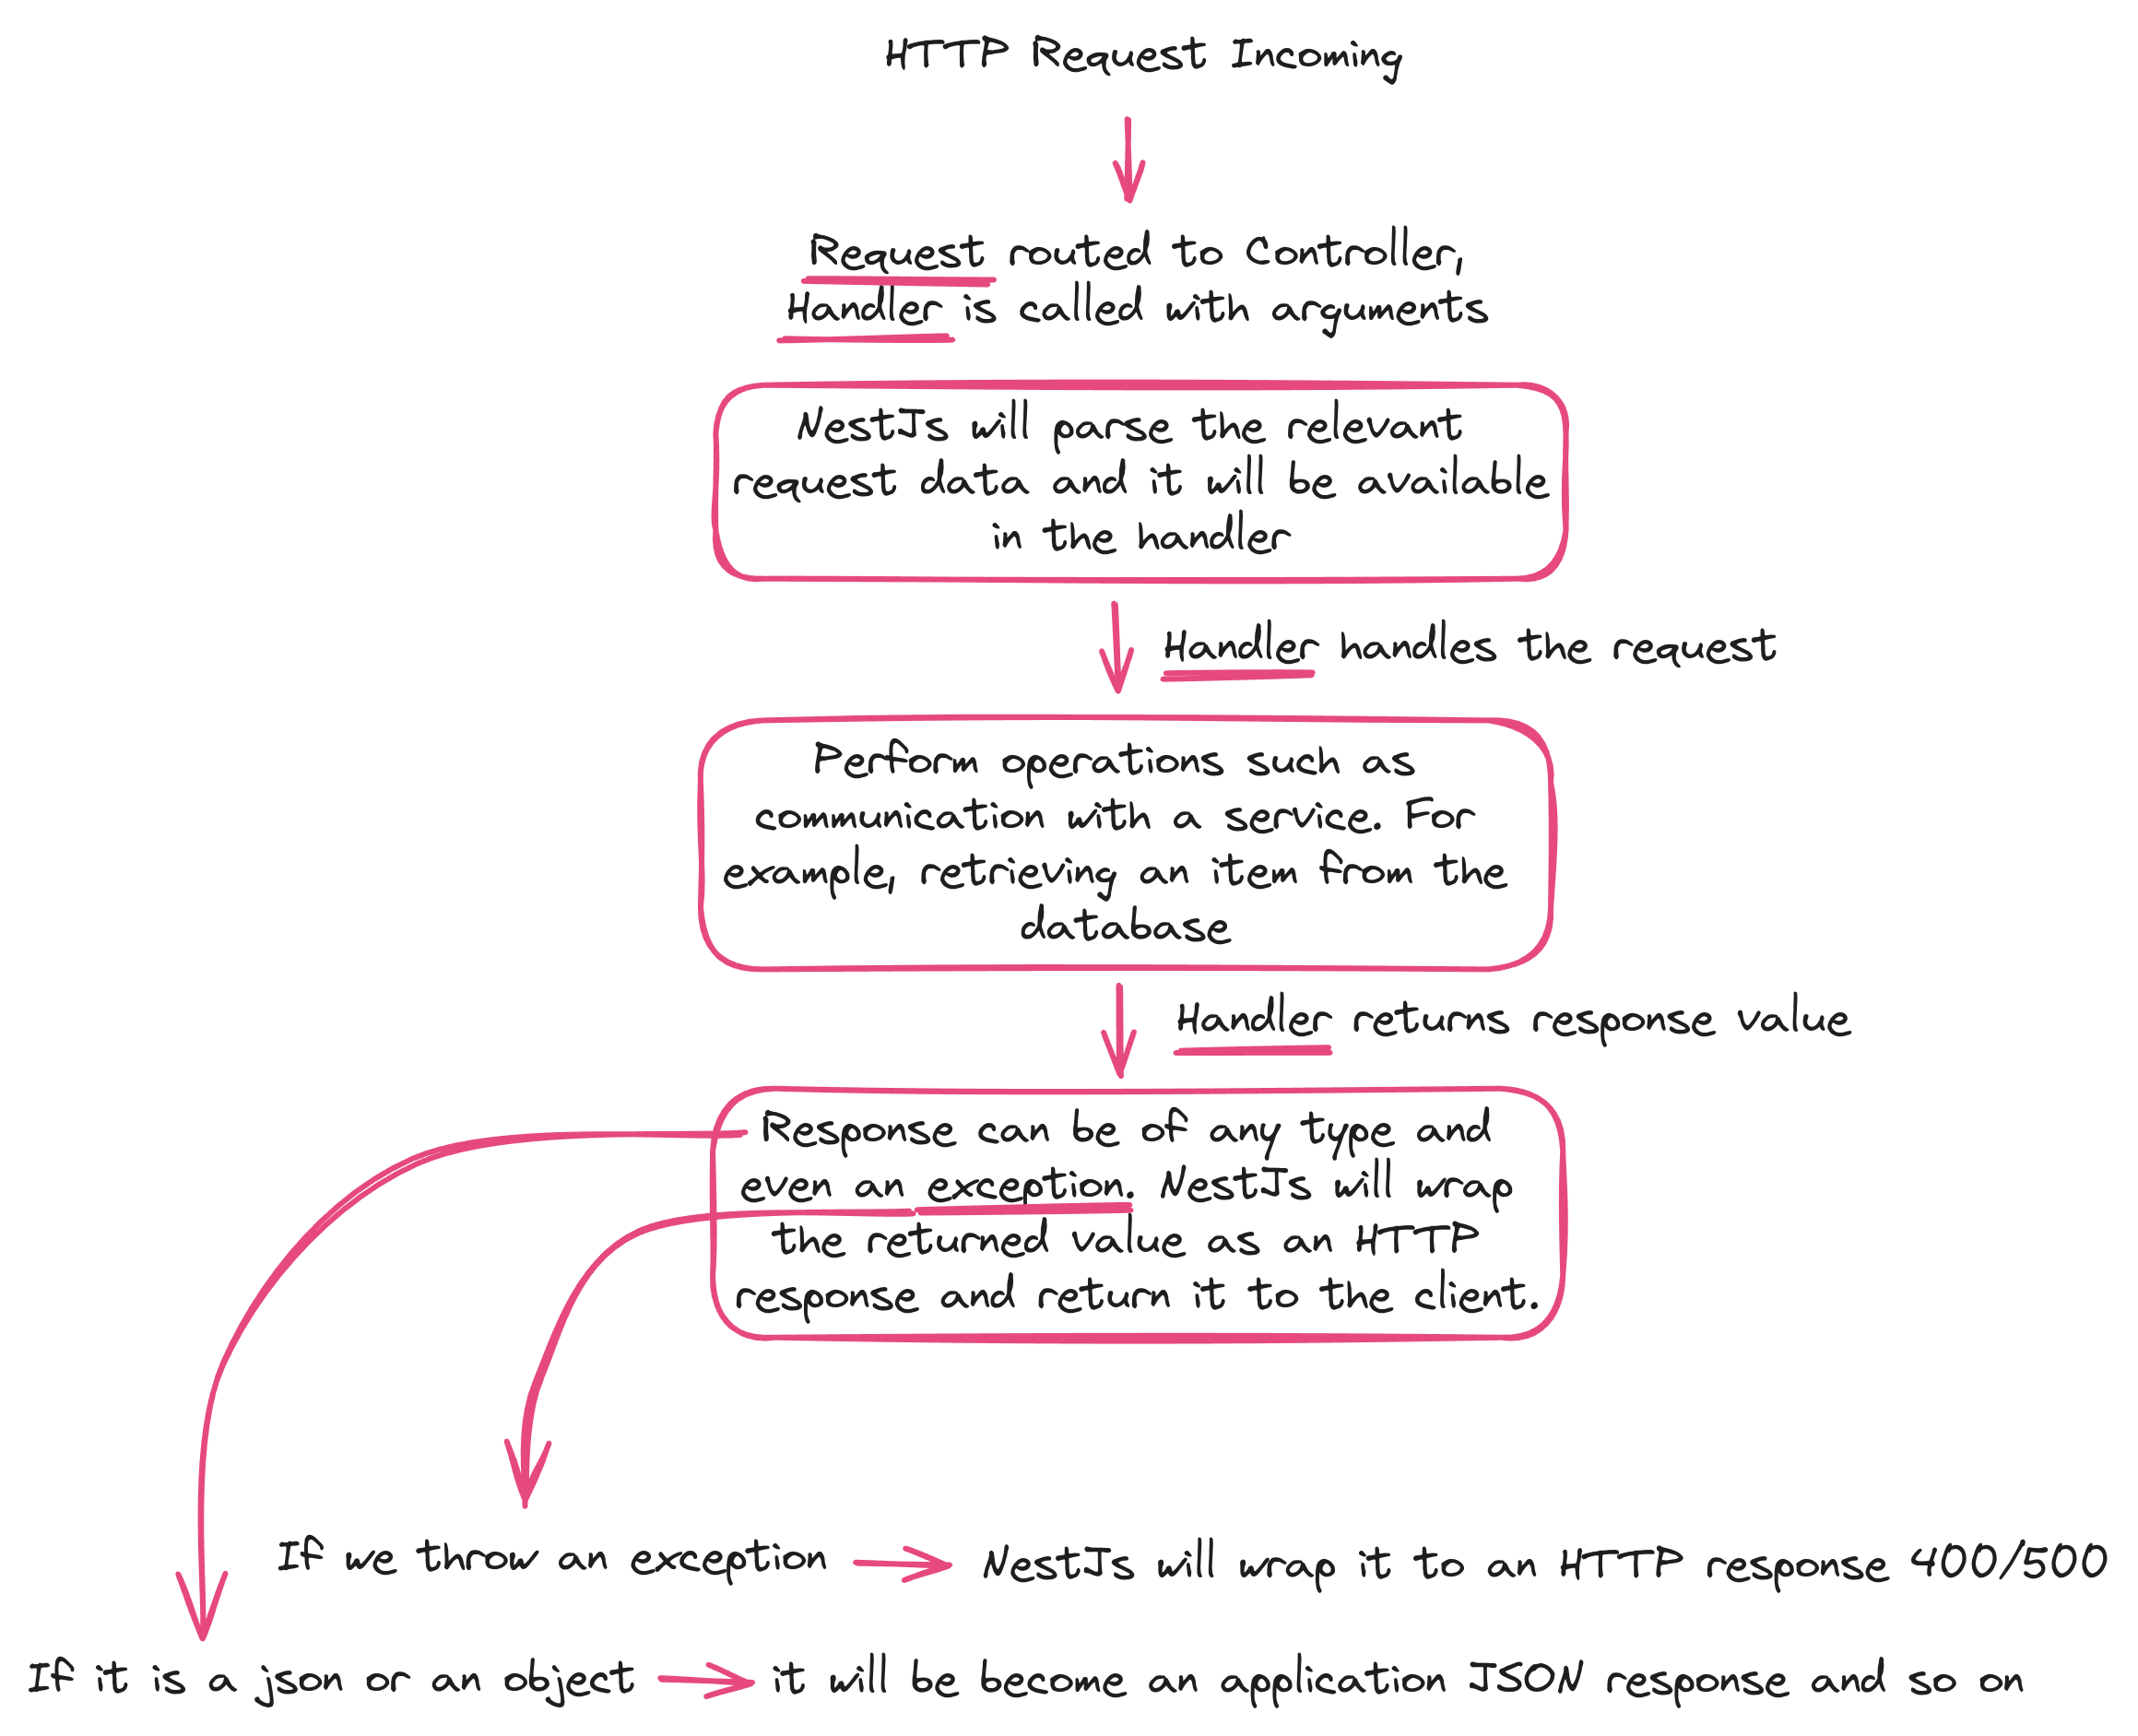 HTTP Request Incoming
Request routed to Controller,
Handler is called with arguments
NestJs will parse the relevant
request data and it will be available
in the handler
Handler handles the request
Perform operations such as
communication with a service. For
example, retrieving an item from the
database
Handler returns response value
Response can be of any type and
even an exception. NestJs will wrap
the returned value as an HTTP
response and return it to the client.
If we throw an exception NestJs will wrap it to an HTTP response 400/500
If it is a json or an object it will be become an application JSON response and so on